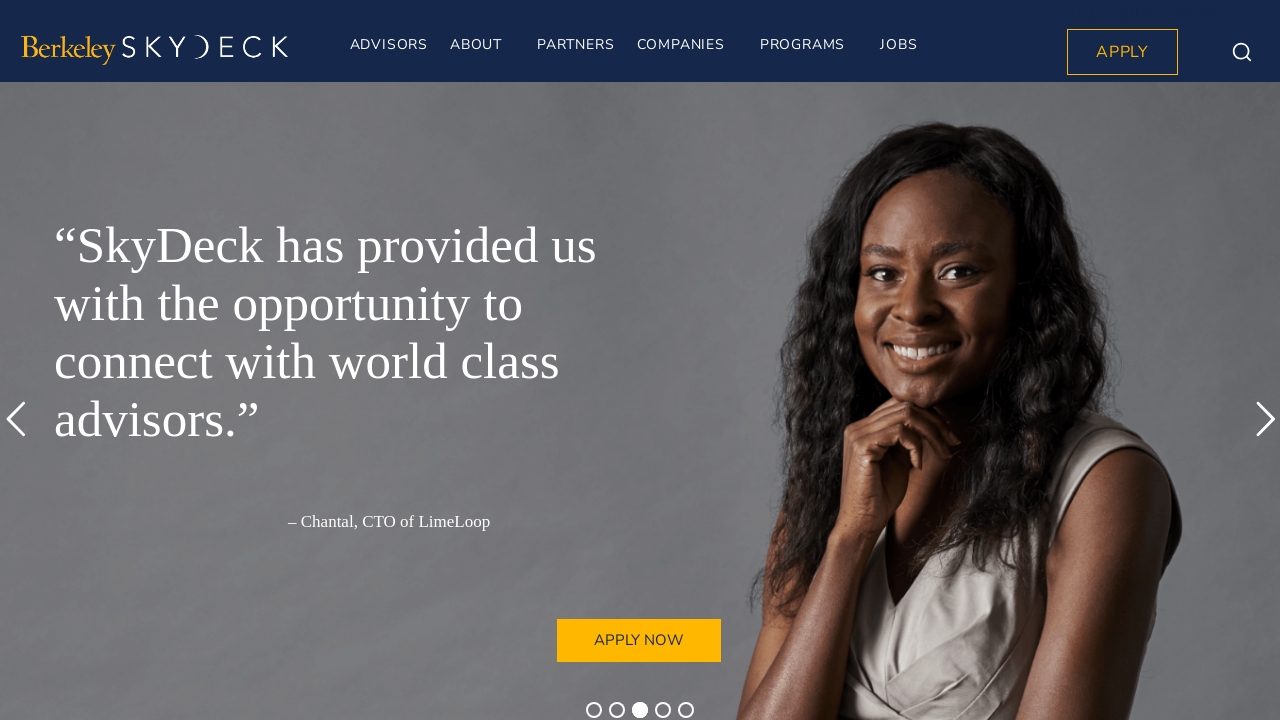 Berkeley SKYDECK
ADVISORS ABOUT PARTNERS COMPANIES PROGRAMS JOBS
APPLY
“SkyDeck has provided us
with the opportunity to
connect with world class
advisors.”
– Chantal, CTO of LimeLoop
APPLY NOW